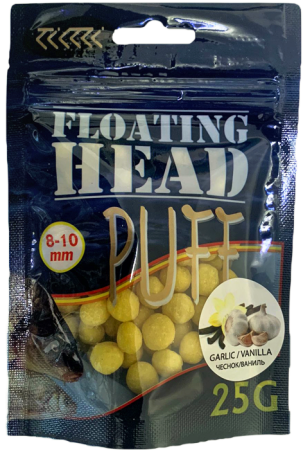 FLOATING
HEAD
PUFF
8-10
mm
GARLIC / VANILLA
ЧЕСНОК/ВАНИЛЬ
25G